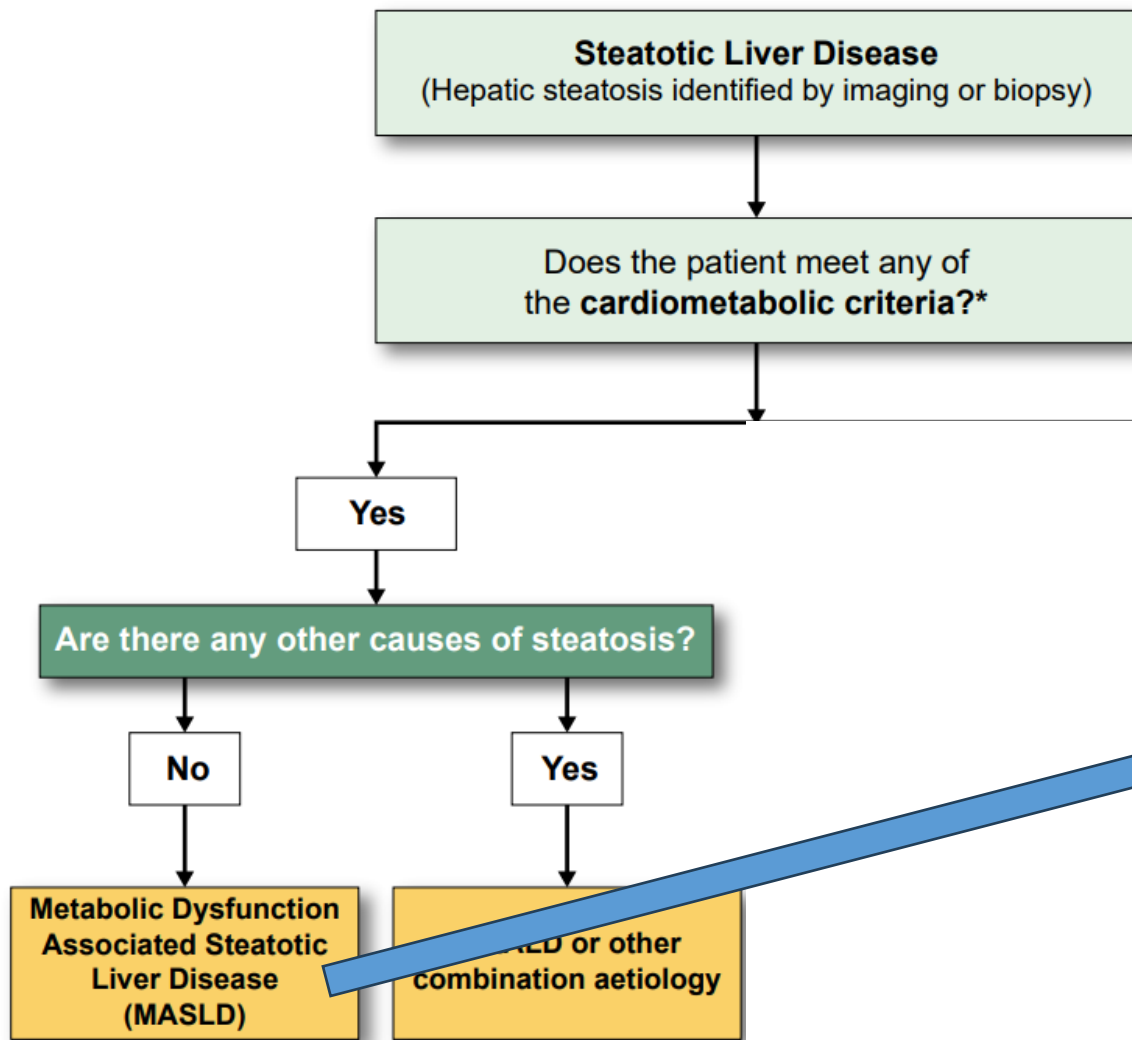 Steatotic Liver Disease
(Hepatic steatosis identified by imaging or biopsy)
Does the patient meet any of
the cardiometabolic criteria?*
Yes
Are there any other causes of steatosis?
No
Yes
Metabolic Dysfunction
Associated Steatotic
Liver Disease
(MASLD)
or other
combination aetiology